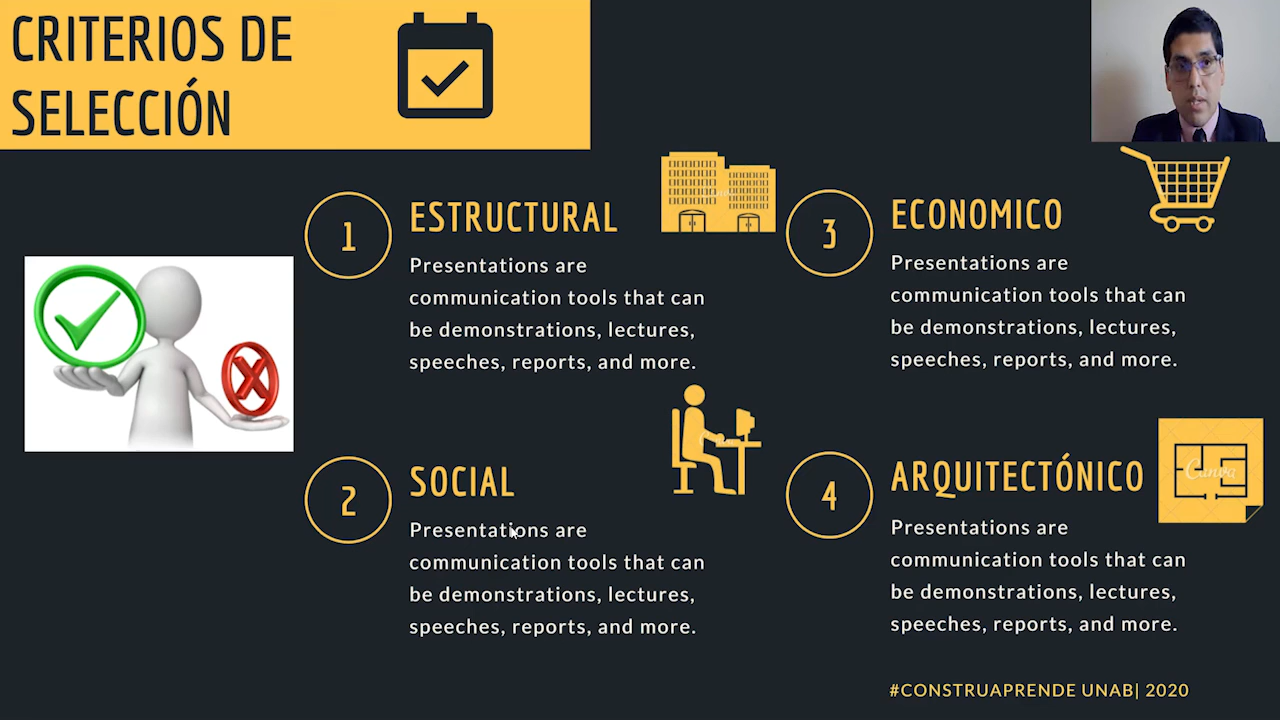 CRITERIOS DE
SELECCIÓN
1
ESTRUCTURAL
Presentations are
communication tools that can
be demonstrations, lectures,
speeches, reports, and more.
2
SOCIAL
Presentations are
communication tools that can
be demonstrations, lectures,
speeches, reports, and more.
3
ECONOMICO
Presentations are
communication tools that can
be demonstrations, lectures,
speeches, reports, and more.
4
ARQUITECTÓNICO
Canva
Presentations are
communication tools that can
be demonstrations, lectures,
speeches, reports, and more.
#CONSTRUAPRENDE UNAB| 2020